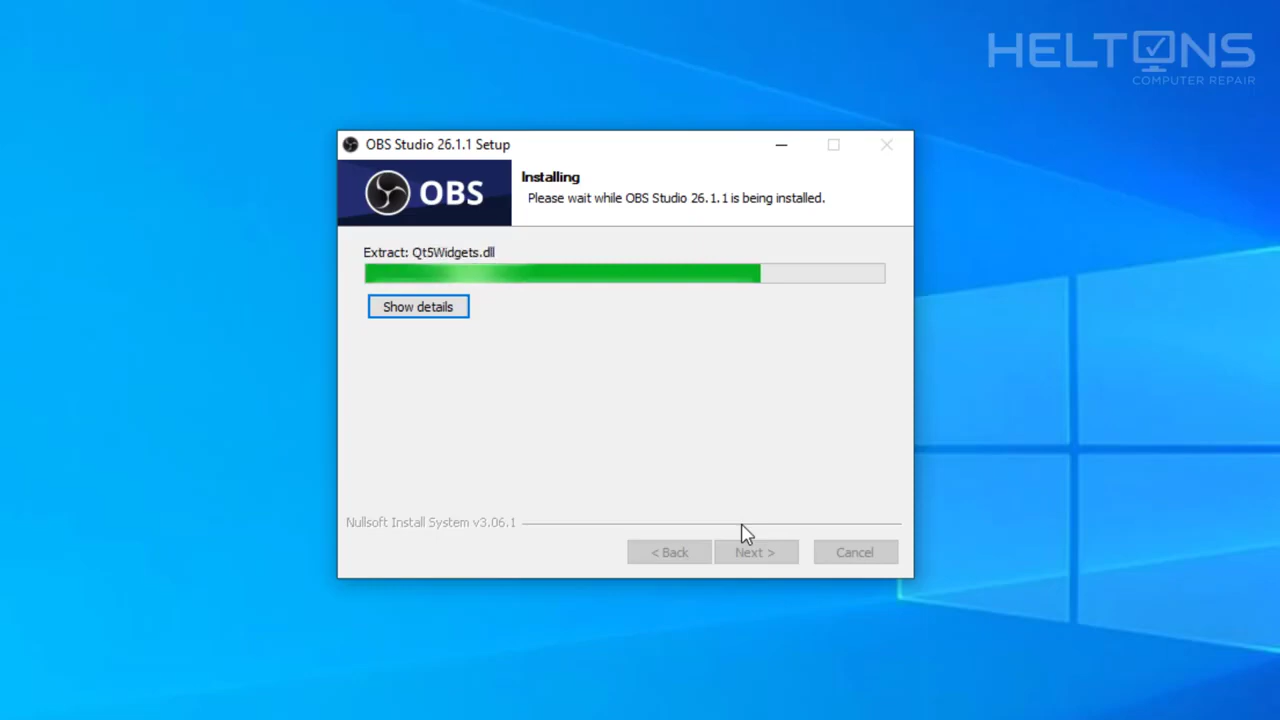 HELTONS
COMPUTER REPAIR
OBS Studio 26.1.1 Setup
OBS
Installing
Please wait while OBS Studio 26.1.1 is being installed.
Extract: Qt5Widgets.dll
Show details
Nullsoft Install System v3.06.1
< Back
Next >
Cancel